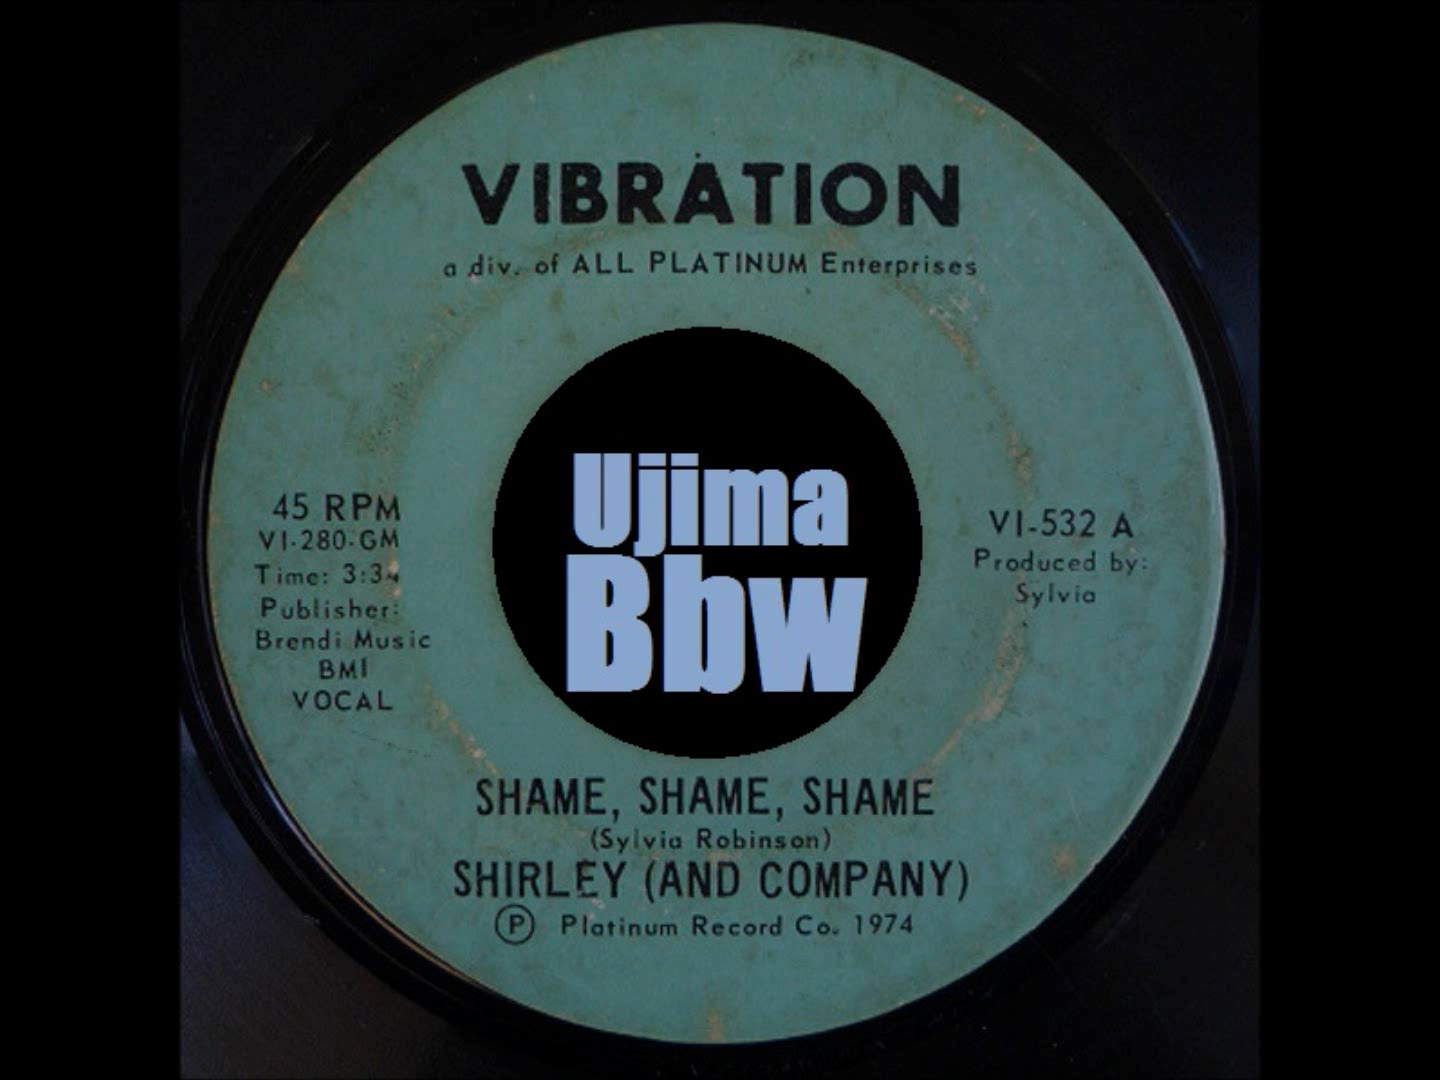 VIBRATION
a div. of ALL PLATINUM Enterprises
Ujima
Bbw
45 RPM
VI-280-GM
Time: 3:34
Publisher:
Brendi Music
BMI
VOCAL
VI-532 A
Produced by:
Sylvia
SHAME, SHAME, SHAME
(Sylvia Robinson)
SHIRLEY (AND COMPANY)
Ⓟ Platinum Record Co. 1974